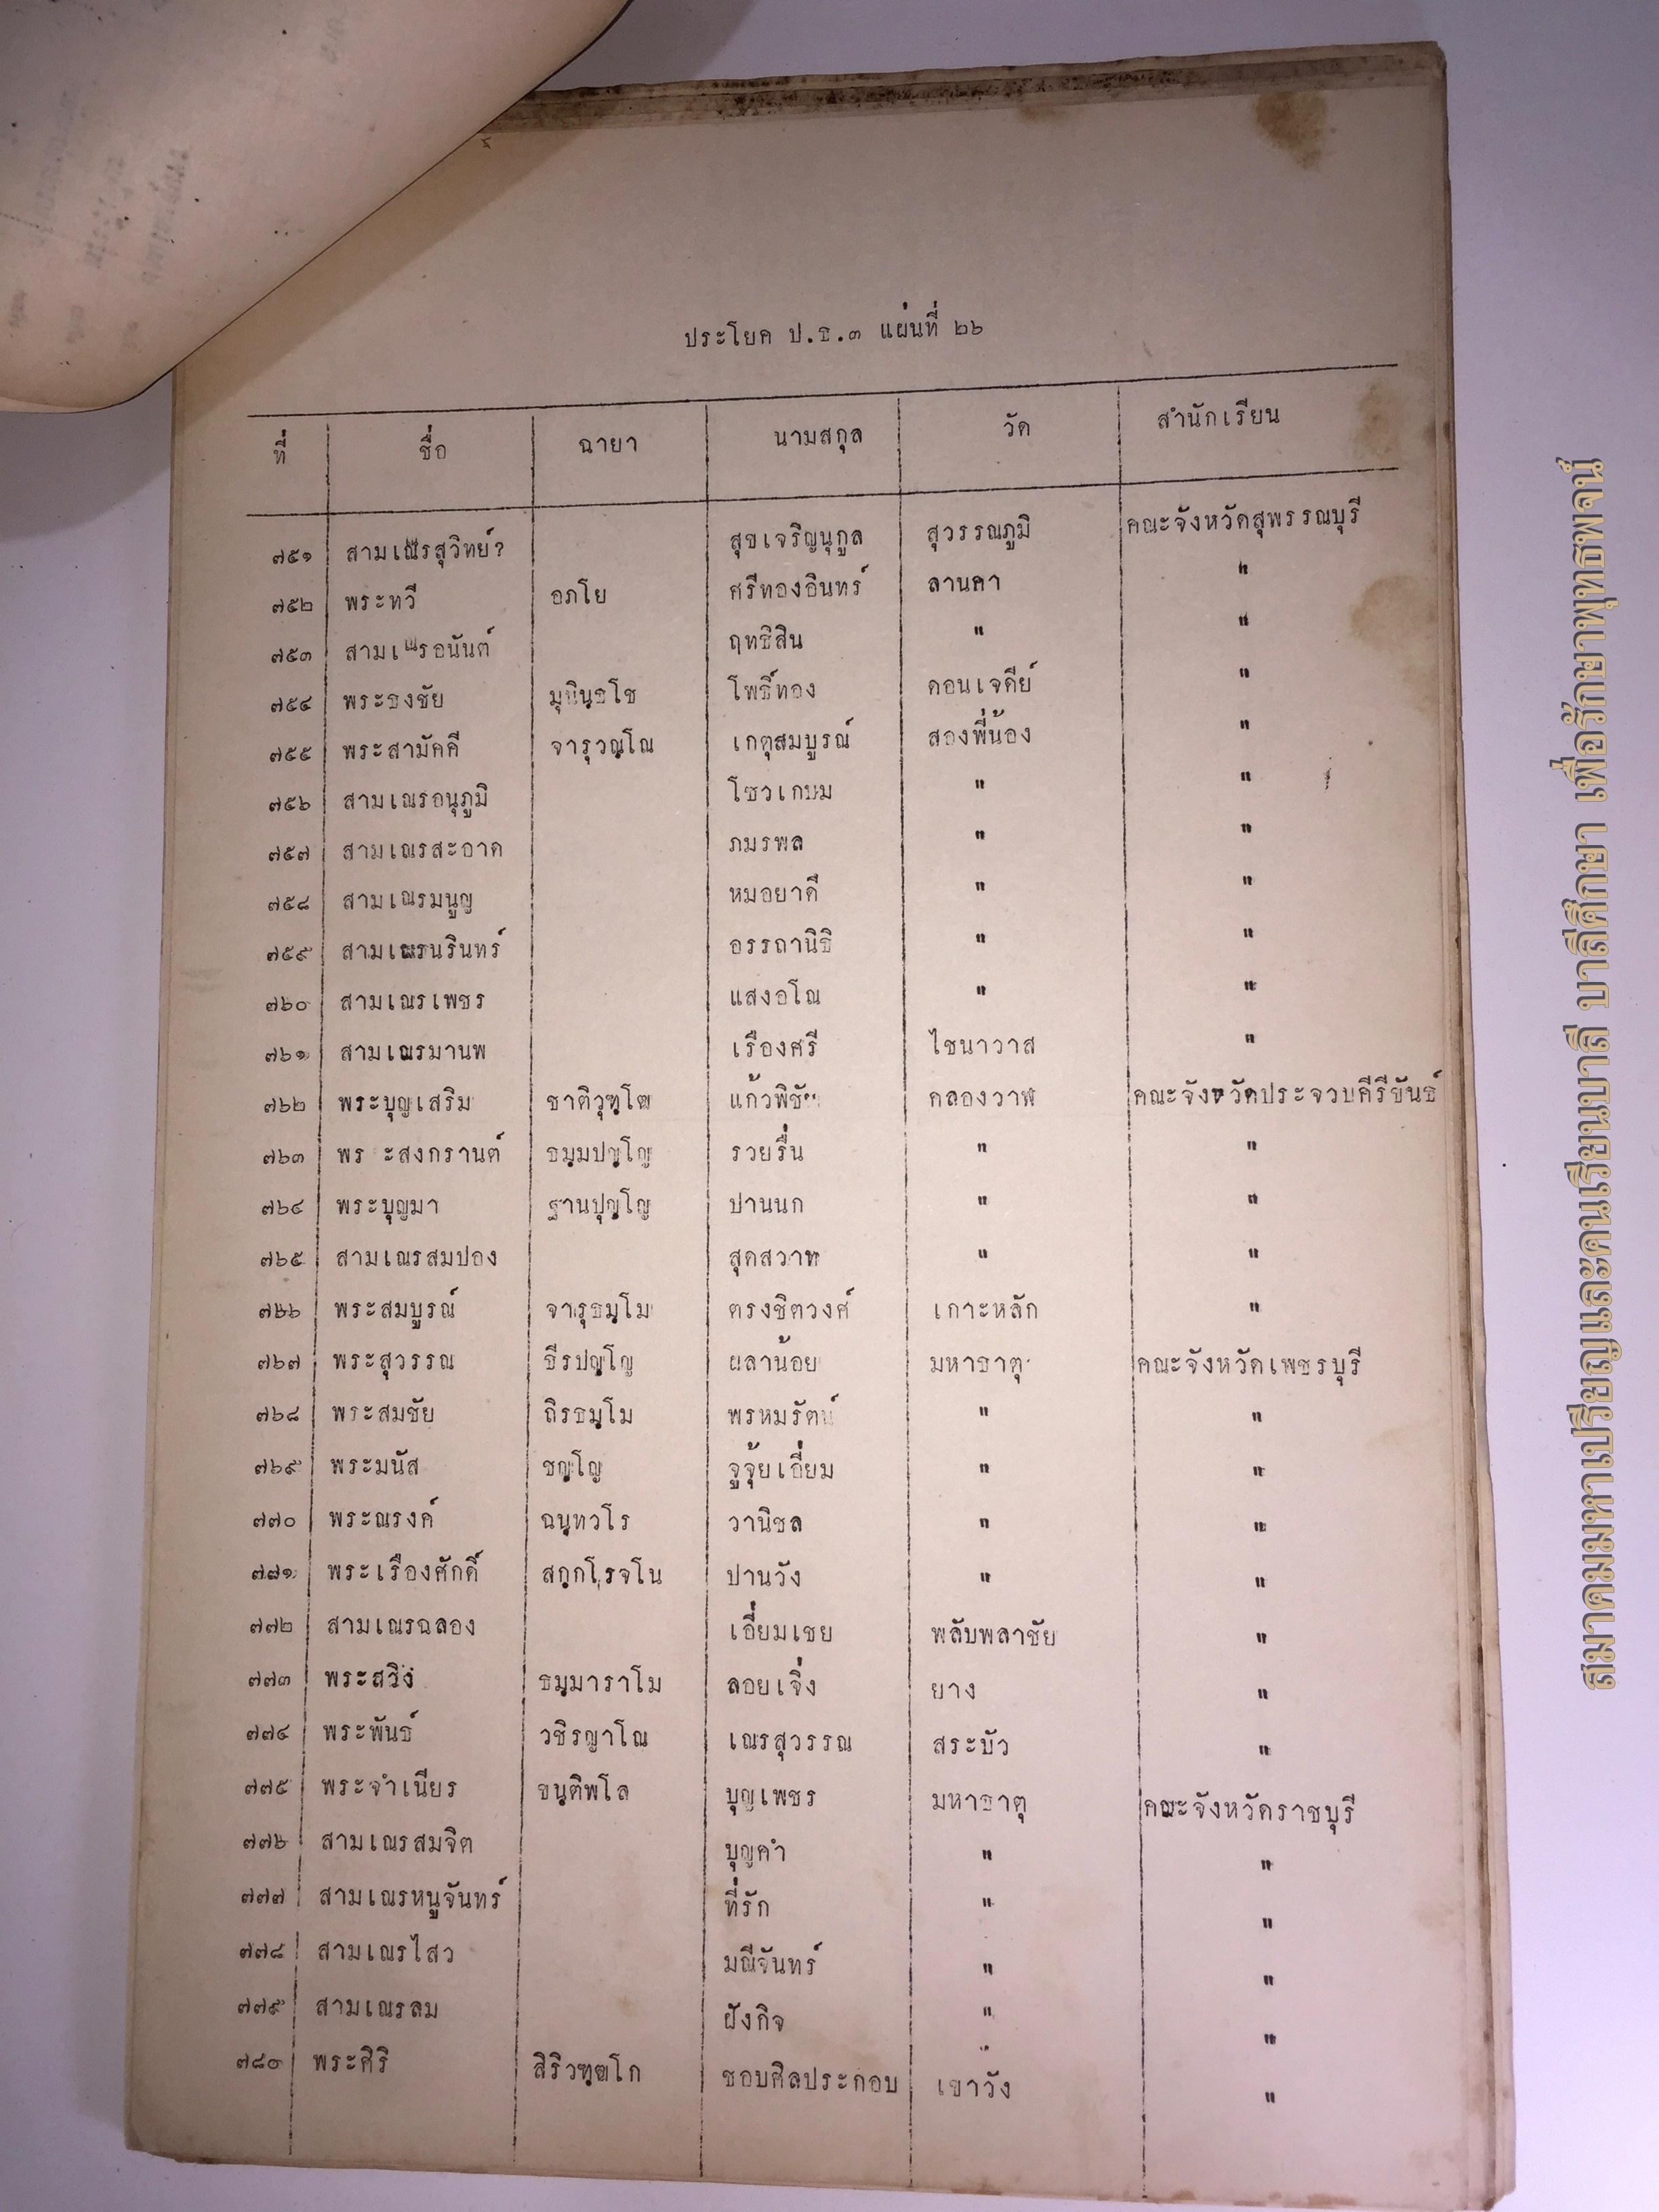 ประโยค ป.ธ.๓ แผ่นที่ ๒๖
ที่ ชื่อ ฉายา นามสกุล วัด สำนักเรียน
๗๕๑ สามเณรสุวิทย์? สุขเจริญนุกูล สุวรรณภูมิ คณะจังหวัดสุพรรณบุรี
๗๕๒ พระทวี อภโย ศรีทองอินทร์ ลานคา "
๗๕๓ สามเณรอนันต์ ฤทธิสิน " "
๗๕๔ พระธงชัย มุนินฺธโช โพธิ์ทอง ดอนเจดีย์ "
๗๕๕ พระสามัคคี จารุวณฺโณ เกตุสมบูรณ์ สองพี่น้อง "
๗๕๖ สามเณรอนุภูมิ โซวเกษม " "
๗๕๗ สามเณรสะอาด ภมรพล " "
๗๕๘ สามเณรมนูญ หมอยาดี " "
๗๕๙ สามเณรนรินทร์ อรรถานิธิ " "
๗๖๐ สามเณรเพชร แสงอโณ " "
๗๖๑ สามเณรมานพ เรืองศรี ไชนาวาส "
๗๖๒ พระบุญเสริม ชาติวุฑฺโฒ แก้วพิชัย คลองวาฬ คณะจังหวัดประจวบคีรีขันธ์
๗๖๓ พร ะสงกรานต์ ธมฺมปญฺโญ รวยรื่น " "
๗๖๔ พระบุญมา ฐานปุญฺโญ ปานนก " "
๗๖๕ สามเณรสมปอง สุดสวาท " "
๗๖๖ พระสมบูรณ์ จารุธมฺโม ตรงชิตวงศ์ เกาะหลัก "
๗๖๗ พระสุวรรณ ธีรปญฺโญ ผลาน้อย มหาธาตุ คณะจังหวัดเพชรบุรี
๗๖๘ พระสมชัย ถิรธมฺโม พรหมรัตน์ " "
๗๖๙ พระมนัส ชญฺโญ จูจุ้ยเอี่ยม " "
๗๗๐ พระณรงค์ ฉนฺทวโร วานิชล " "
๗๗๑ พระเรืองศักดิ์ สกฺกโรจโน ปานวัง " "
๗๗๒ สามเณรฉลอง เอี่ยมเชย พลับพลาชัย "
๗๗๓ พระสวิง ธมฺมาราโม ลอยเจิ่ง ยาง "
๗๗๔ พระพันธ์ วชิรญาโณ เณรสุวรรณ สระบัว "
๗๗๕ พระจำเนียร ขนฺติพโล บุญเพชร มหาธาตุ คณะจังหวัดราชบุรี
๗๗๖ สามเณรสมจิต บุญคำ " "
๗๗๗ สามเณรหนูจันทร์ ที่รัก " "
๗๗๘ สามเณรไสว มณีจันทร์ " "
๗๗๙ สามเณรลม ฝังกิจ " "
๗๘๐ พระศิริ สิริวฑฺฒโก ชอบศิลประกอบ เขาวัง "
สมาคมมหาเปรียญและคนเรียนบาลี บาลีศึกษา เพื่อรักษาพุทธพจน์